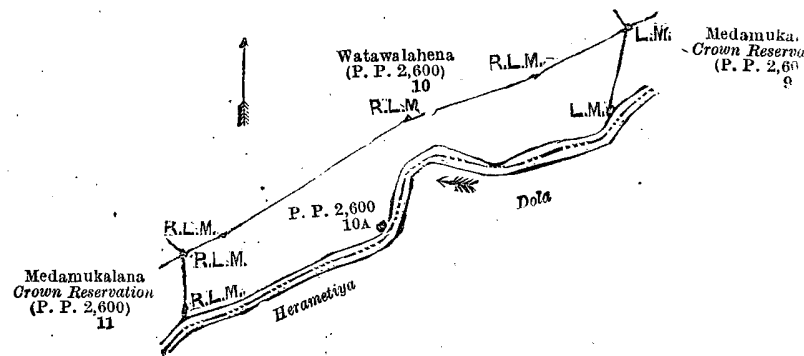 L.M.
Medamuka
Crown Reserva
(P. P. 2,60
9
Watawalahena
(P. P. 2,600)
10
R.L.M.
R.L.M.
L.M.
Dola
P. P. 2,600
10A
R.L.M.
R.L.M.
Medamukalana
Crown Reservation
(P. P. 2,600)
11
R.L.M.
Herametiya